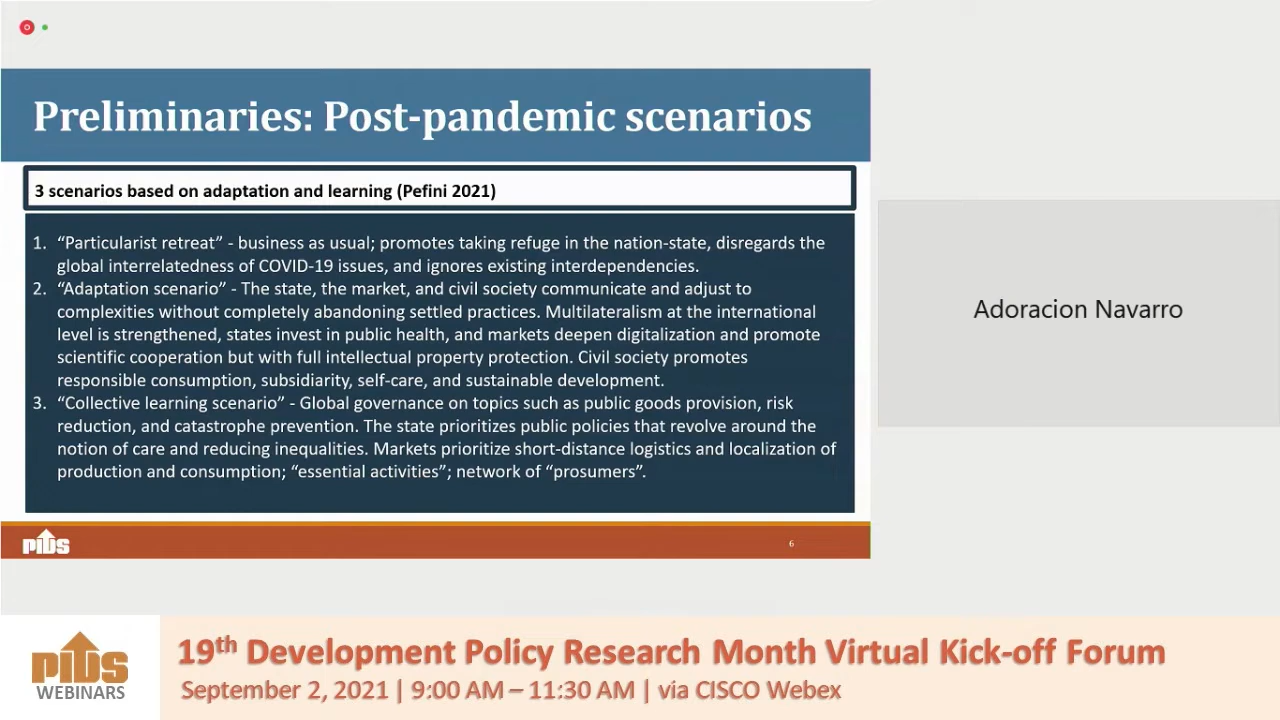 Preliminaries: Post-pandemic scenarios
3 scenarios based on adaptation and learning (Pefini 2021)
1. “Particularist retreat” - business as usual; promotes taking refuge in the nation-state, disregards the
global interrelatedness of COVID-19 issues, and ignores existing interdependencies.
2. “Adaptation scenario” - The state, the market, and civil society communicate and adjust to
complexities without completely abandoning settled practices. Multilateralism at the international
level is strengthened, states invest in public health, and markets deepen digitalization and promote
scientific cooperation but with full intellectual property protection. Civil society promotes
responsible consumption, subsidiarity, self-care, and sustainable development.
3. “Collective learning scenario” - Global governance on topics such as public goods provision, risk
reduction, and catastrophe prevention. The state prioritizes public policies that revolve around the
notion of care and reducing inequalities. Markets prioritize short-distance logistics and localization of
production and consumption; “essential activities”; network of “prosumers”.
PIDS
6
Adoracion Navarro
PIDS
WEBINARS
19th Development Policy Research Month Virtual Kick-off Forum
September 2, 2021 | 9:00 AM – 11:30 AM | via CISCO Webex